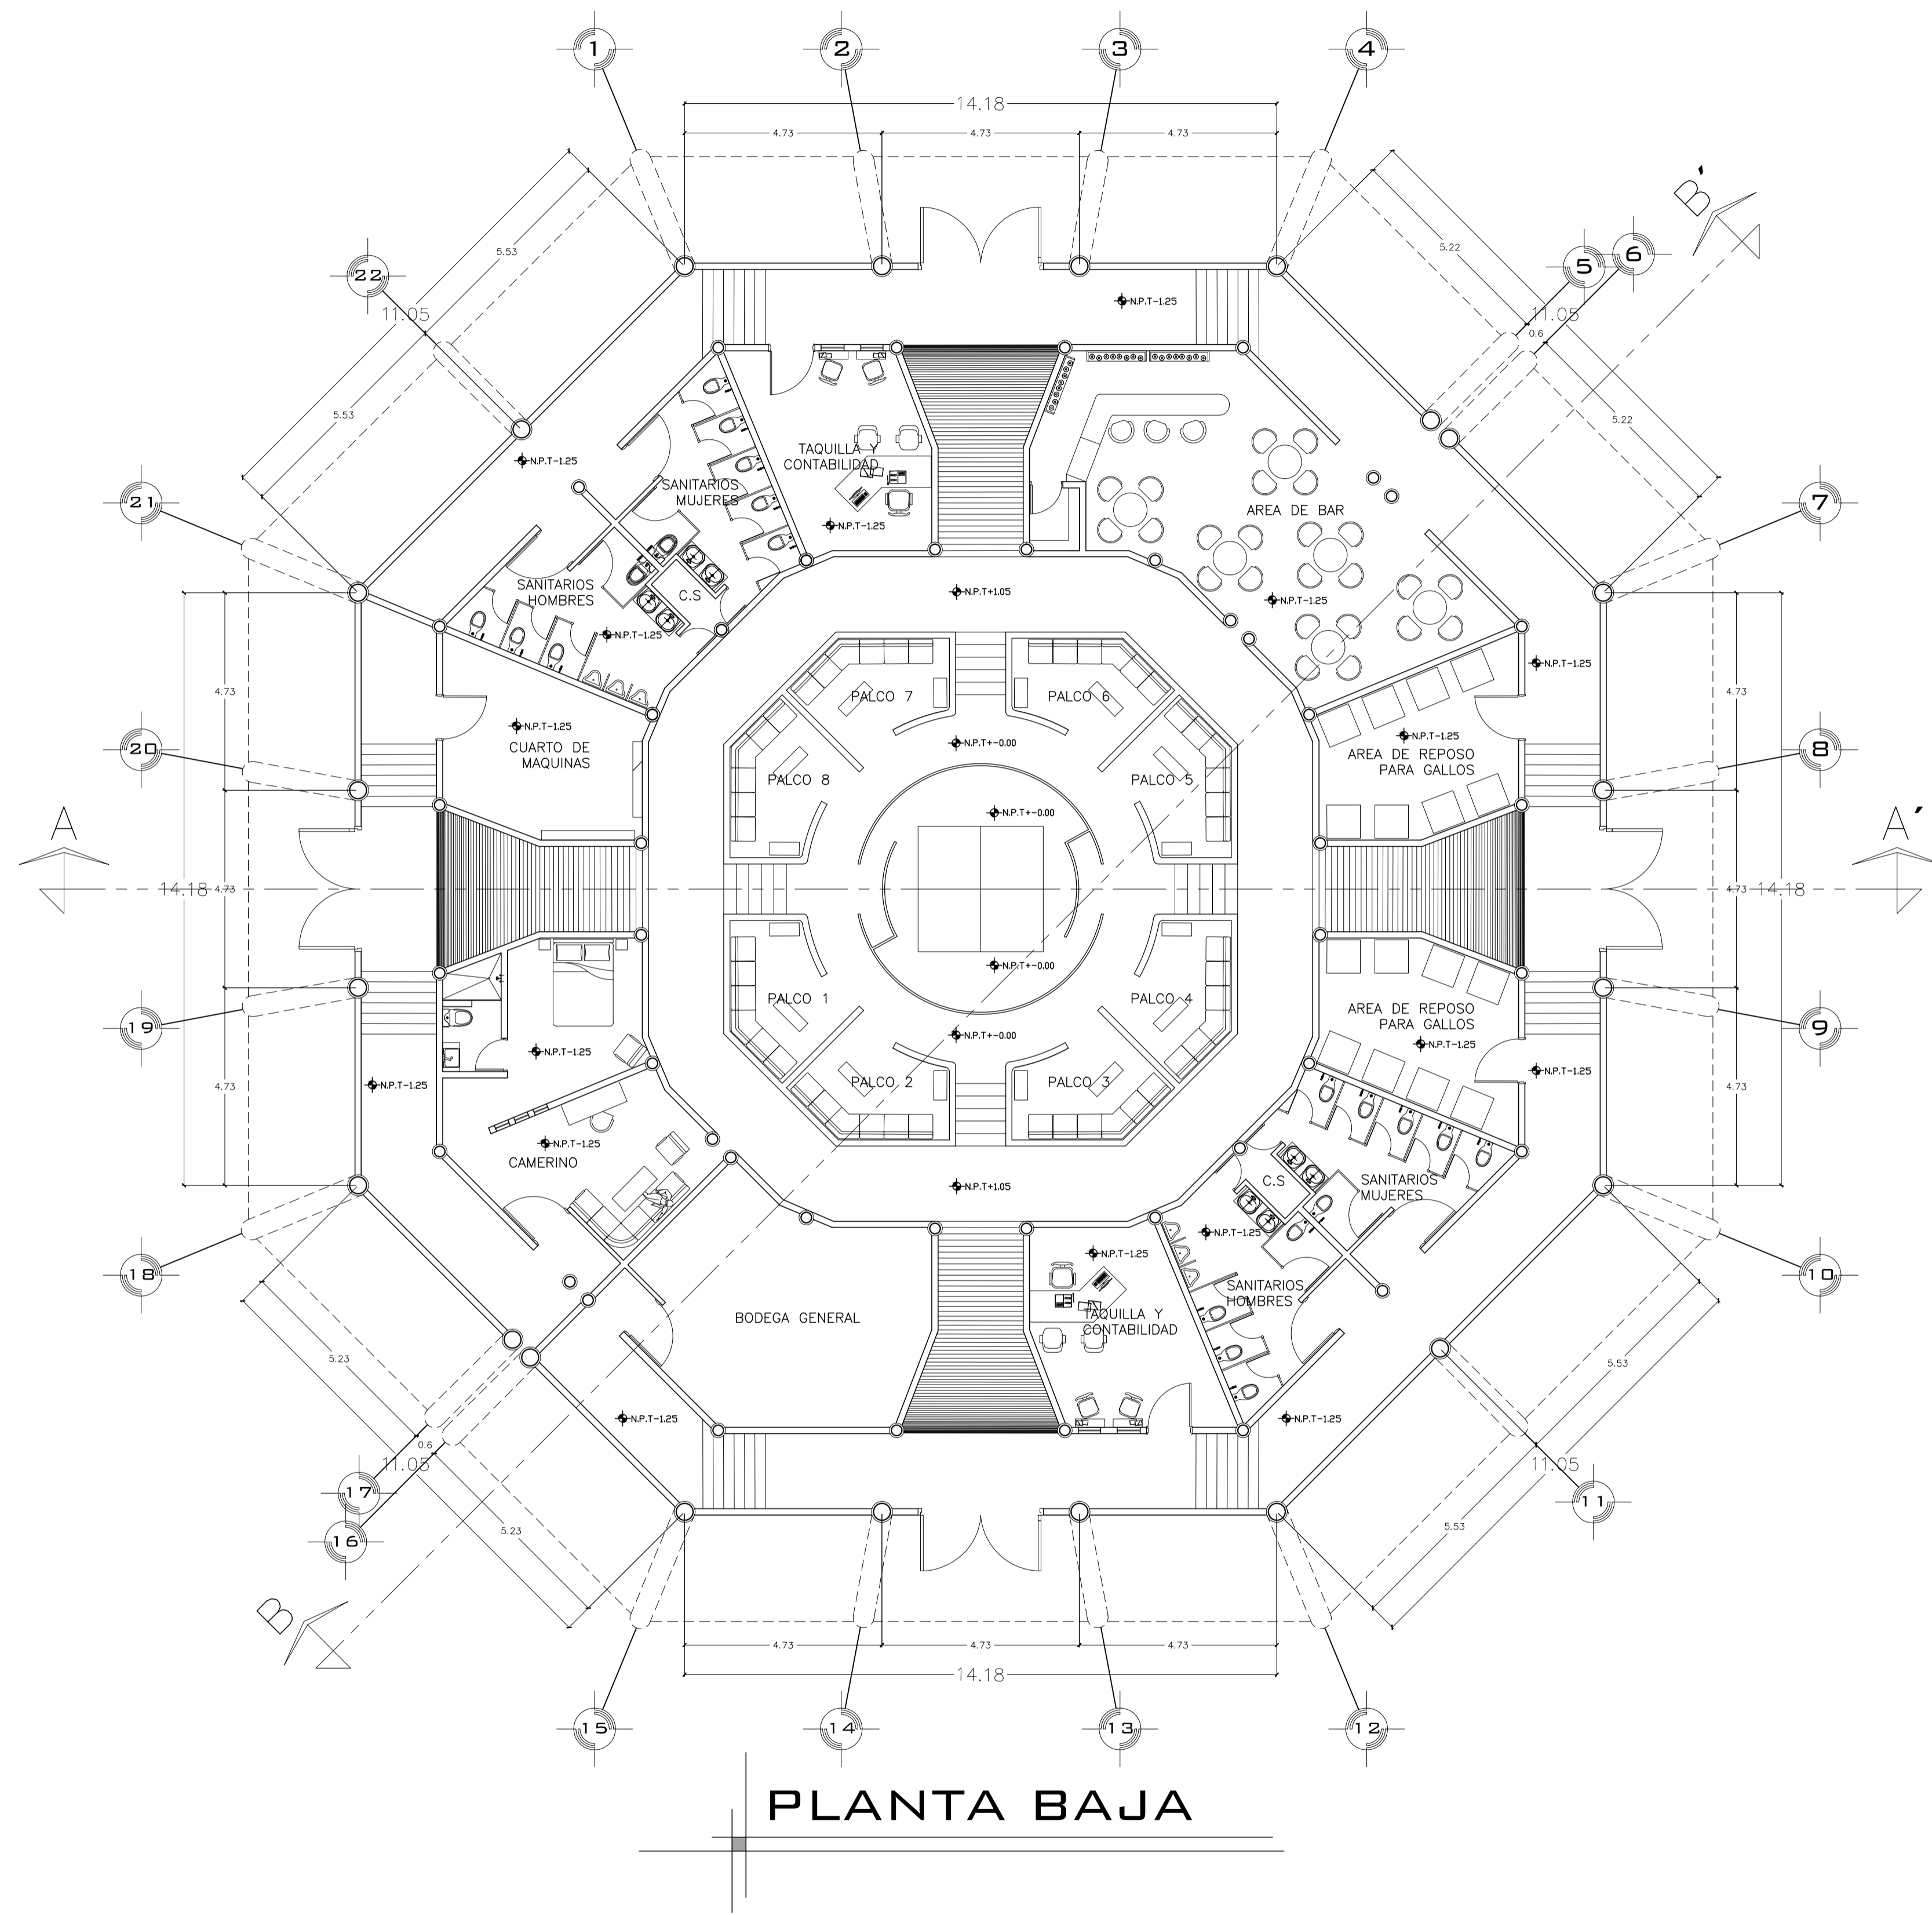 1
2
3
4
14.18
4.73
4.73
4.73
B'
5.53
5.22
5
6
22
11.05
11.05
0.6
N.P.T-1.25
5.53
5.22
TAQUILLA Y
CONTABILIDAD
N.P.T-1.25
SANITARIOS
MUJERES
21
7
AREA DE BAR
N.P.T-1.25
SANITARIOS
HOMBRES
C.S
N.P.T+1.05
N.P.T-1.25
N.P.T-1.25
N.P.T-1.25
4.73
4.73
PALCO 7
PALCO 6
N.P.T-1.25
CUARTO DE
MAQUINAS
N.P.T+-0.00
N.P.T-1.25
AREA DE REPOSO
PARA GALLOS
20
8
PALCO 8
PALCO 5
N.P.T+-0.00
A
A'
14.18
4.73
4.73
14.18
N.P.T+-0.00
PALCO 1
PALCO 4
AREA DE REPOSO
PARA GALLOS
19
9
N.P.T+-0.00
N.P.T-1.25
N.P.T-1.25
N.P.T-1.25
N.P.T-1.25
4.73
4.73
PALCO 2
PALCO 3
N.P.T-1.25
CAMERINO
N.P.T+1.05
C.S
SANITARIOS
MUJERES
N.P.T-1.25
N.P.T-1.25
18
10
SANITARIOS
HOMBRES
BODEGA GENERAL
TAQUILLA Y
CONTABILIDAD
5.23
5.53
N.P.T-1.25
N.P.T-1.25
0.6
11.05
11.05
17
11
16
5.23
5.53
B
4.73
4.73
4.73
14.18
15
14
13
12
PLANTA BAJA